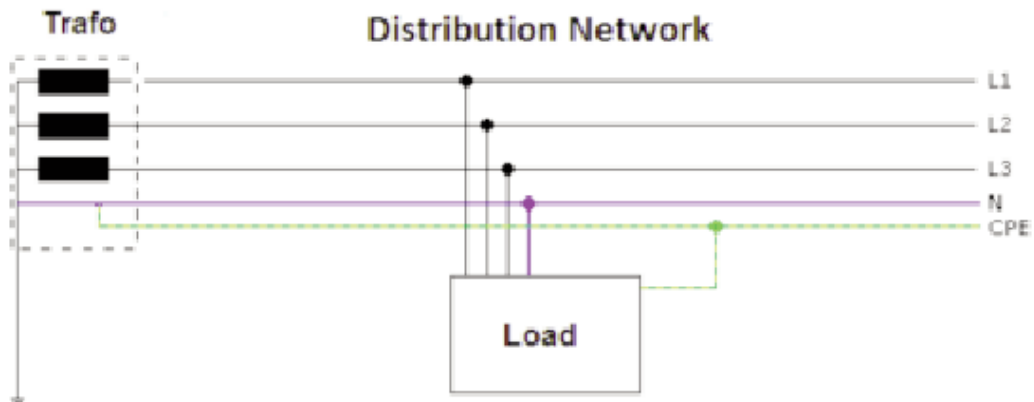 Trafo
Distribution Network
L1
L2
L3
N
CPE
Load